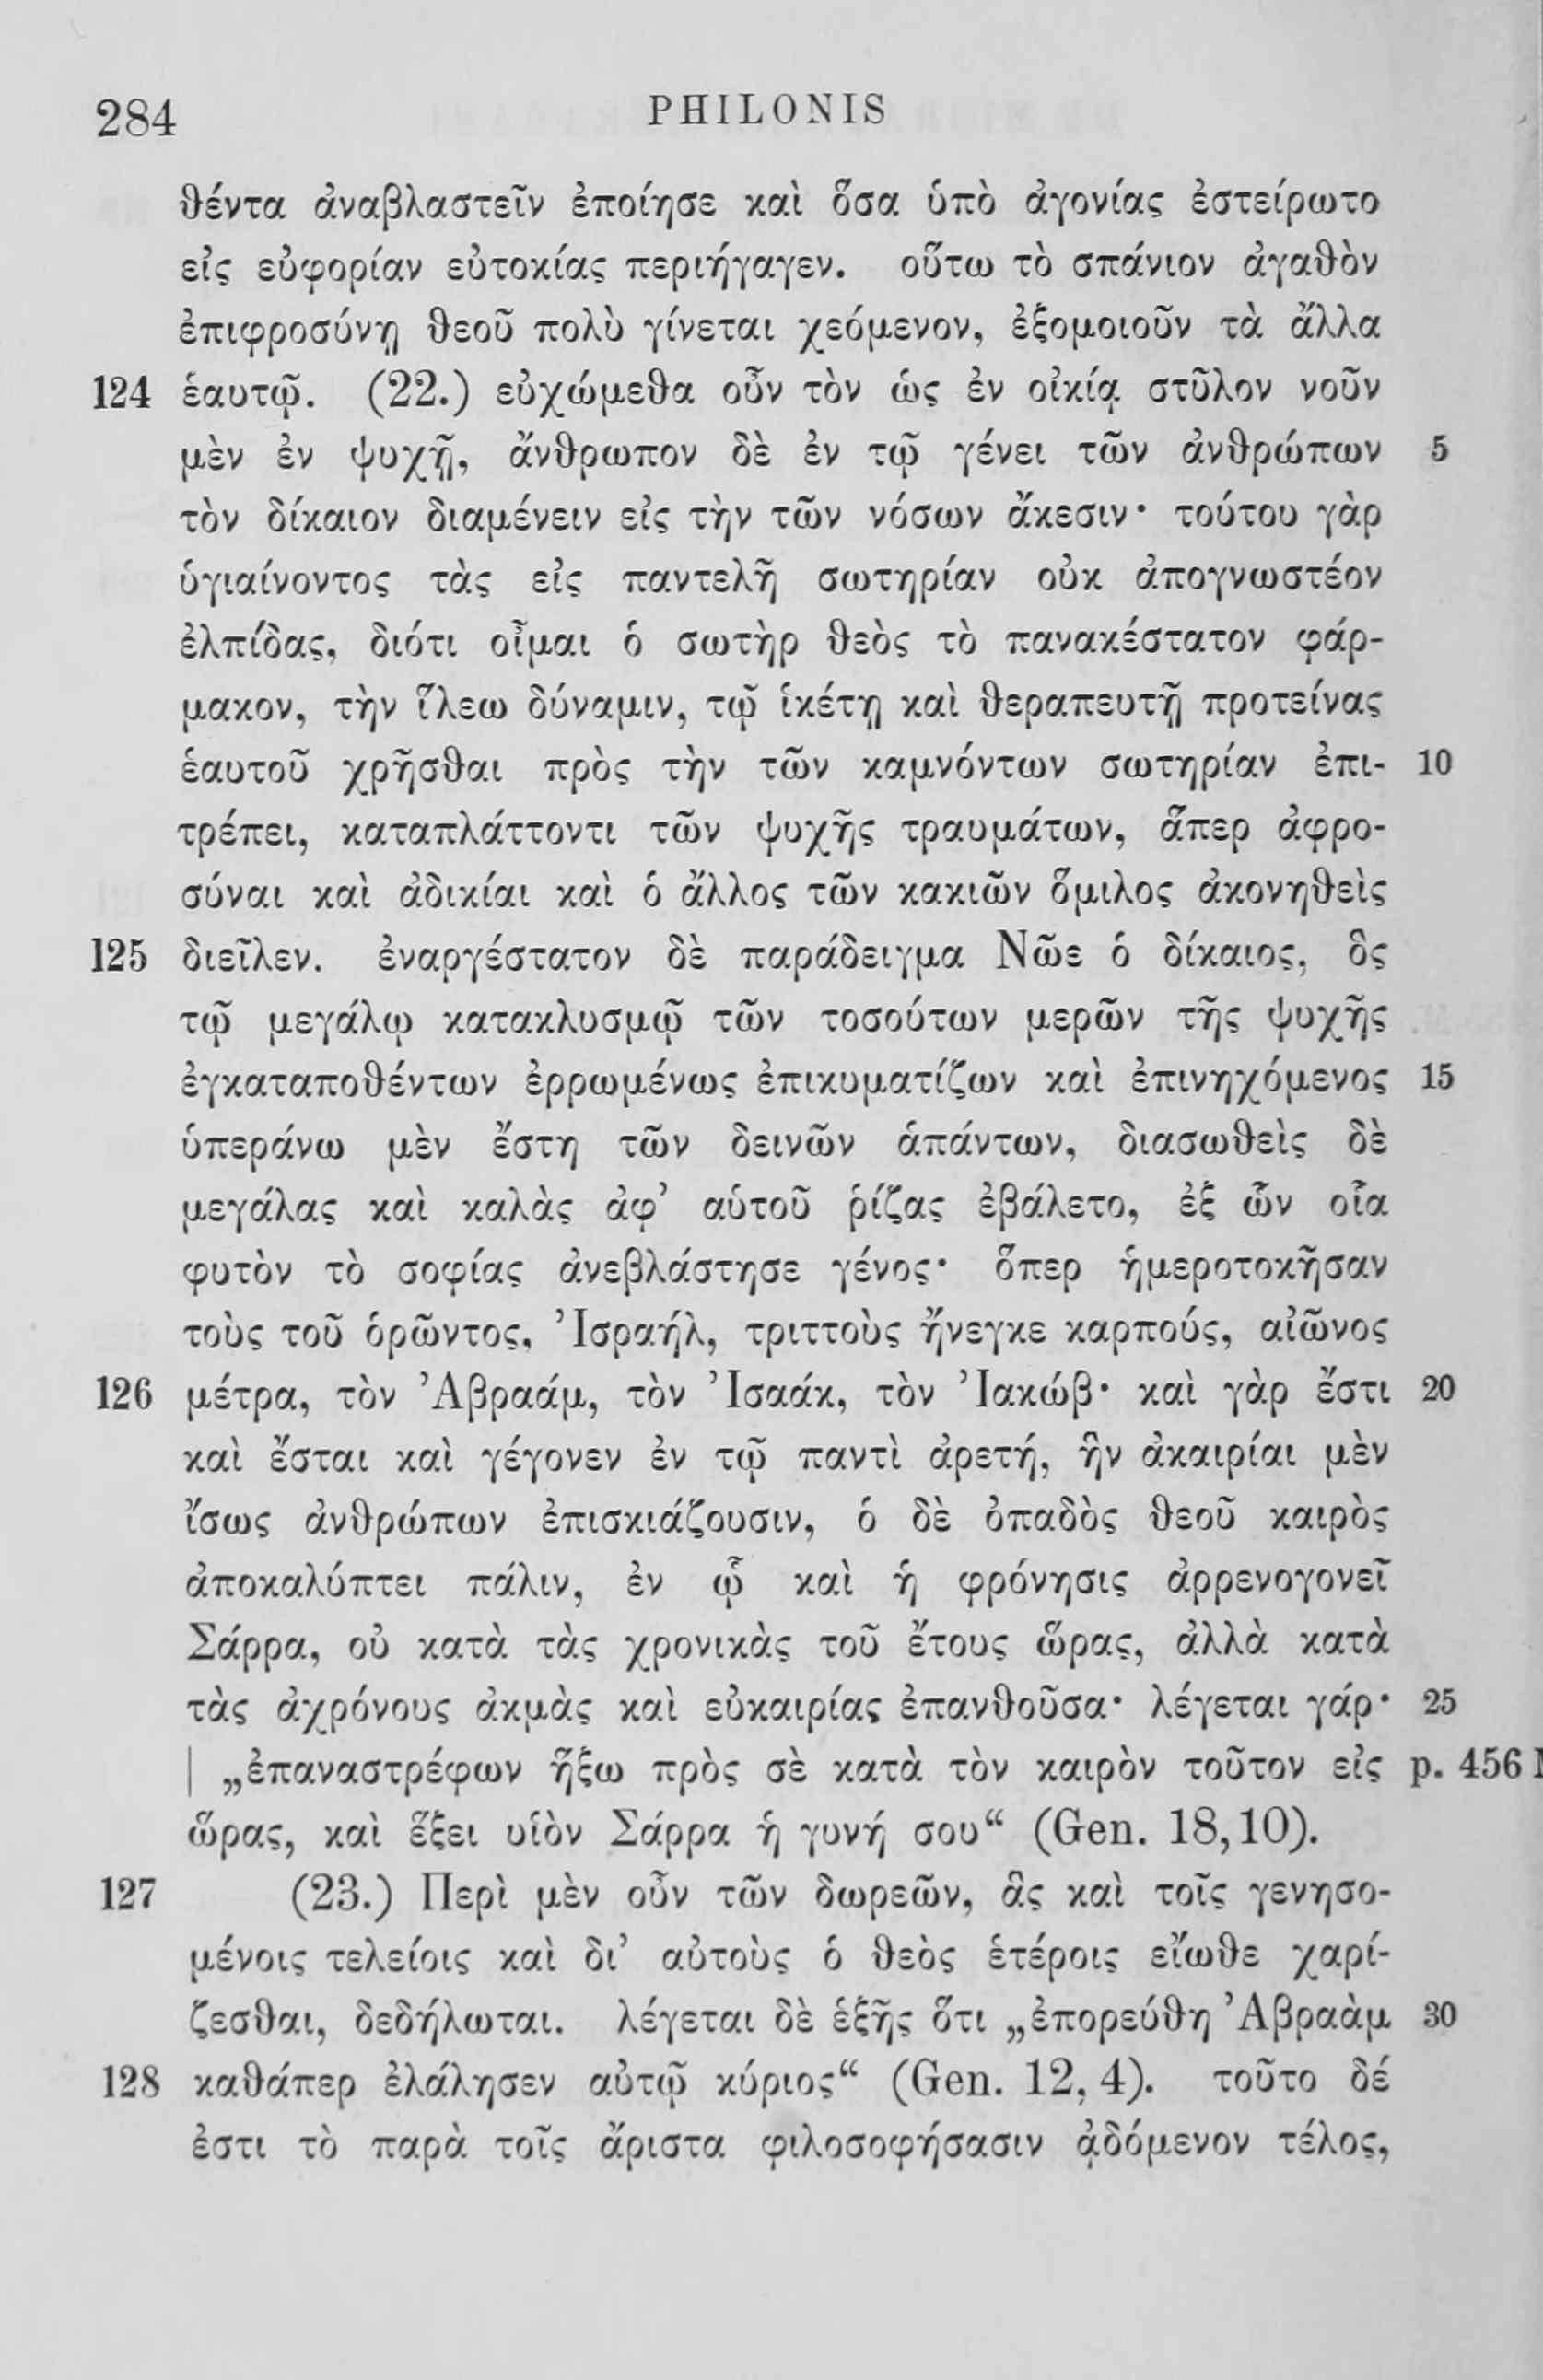 284 PHILONIS
θέντα ἀναβλαστεῖν ἐποίησε καὶ ὅσα ὑπὸ ἀγονίας ἐστείρωτο
εἰς εὐφορίαν εὐτοκίας περιήγαγεν. οὕτω τὸ σπάνιον ἀγαθὸν
ἐπιφροσύνῃ θεοῦ πολὺ γίνεται χεόμενον, ἐξομοιοῦν τὰ ἄλλα
124 ἑαυτῷ. (22.) εὐχώμεθα οὖν τὸν ὡς ἐν οἰκίᾳ στῦλον νοῦν
μὲν ἐν ψυχῇ, ἄνθρωπον δὲ ἐν τῷ γένει τῶν ἀνθρώπων 5
τὸν δίκαιον διαμένειν εἰς τὴν τῶν νόσων ἄκεσιν· τούτου γὰρ
ὑγιαίνοντος τὰς εἰς παντελῆ σωτηρίαν οὐκ ἀπογνωστέον
ἐλπίδας, διότι οἶμαι ὁ σωτὴρ θεὸς τὸ πανακέστατον φάρ-
μακον, τὴν ἵλεω δύναμιν, τῷ ἱκέτῃ καὶ θεραπευτῇ προτείνας
ἑαυτοῦ χρῆσθαι πρὸς τὴν τῶν καμνόντων σωτηρίαν ἐπι- 10
τρέπει, καταπλάττοντι τῶν ψυχῆς τραυμάτων, ἅπερ ἀφρο-
σύναι καὶ ἀδικίαι καὶ ὁ ἄλλος τῶν κακιῶν ὅμιλος ἀκονηθεὶς
125 διεῖλεν. ἐναργέστατον δὲ παράδειγμα Νῶε ὁ δίκαιος, ὃς
τῷ μεγάλῳ κατακλυσμῷ τῶν τοσούτων μερῶν τῆς ψυχῆς
ἐγκαταποθέντων ἐρρωμένως ἐπικυματίζων καὶ ἐπινηχόμενος 15
ὑπεράνω μὲν ἔστη τῶν δεινῶν ἁπάντων, διασωθεὶς δὲ
μεγάλας καὶ καλὰς ἀφ’ αὑτοῦ ῥίζας ἐβάλετο, ἐξ ὧν οἷα
φυτὸν τὸ σοφίας ἀνεβλάστησε γένος· ὅπερ ἡμεροτοκῆσαν
τοὺς τοῦ ὁρῶντος, Ἰσραήλ, τριττοὺς ἤνεγκε καρπούς, αἰῶνος
126 μέτρα, τὸν Ἀβραάμ, τὸν Ἰσαάκ, τὸν Ἰακώβ· καὶ γὰρ ἔστι 20
καὶ ἔσται καὶ γέγονεν ἐν τῷ παντὶ ἀρετή, ἣν ἀκαιρίαι μὲν
ἴσως ἀνθρώπων ἐπισκιάζουσιν, ὁ δὲ ὀπαδὸς θεοῦ καιρὸς
ἀποκαλύπτει πάλιν, ἐν ᾧ καὶ ἡ φρόνησις ἀρρενογονεῖ
Σάρρα, οὐ κατὰ τὰς χρονικὰς τοῦ ἔτους ὥρας, ἀλλὰ κατὰ
τὰς ἀχρόνους ἀκμὰς καὶ εὐκαιρίας ἐπανθοῦσα· λέγεται γάρ· 25
| „ἐπαναστρέφων ἥξω πρὸς σὲ κατὰ τὸν καιρὸν τοῦτον εἰς p. 456
ὥρας, καὶ ἕξει υἱὸν Σάρρα ἡ γυνή σου“ (Gen. 18,10).
127 (23.) Περὶ μὲν οὖν τῶν δωρεῶν, ἃς καὶ τοῖς γενησο-
μένοις τελείοις καὶ δι’ αὐτοὺς ὁ θεὸς ἑτέροις εἴωθε χαρί-
ζεσθαι, δεδήλωται. λέγεται δὲ ἑξῆς ὅτι „ἐπορεύθη Ἀβραὰμ 30
128 καθάπερ ἐλάλησεν αὐτῷ κύριος“ (Gen. 12, 4). τοῦτο δέ
ἐστι τὸ παρὰ τοῖς ἄριστα φιλοσοφήσασιν ᾀδόμενον τέλος,